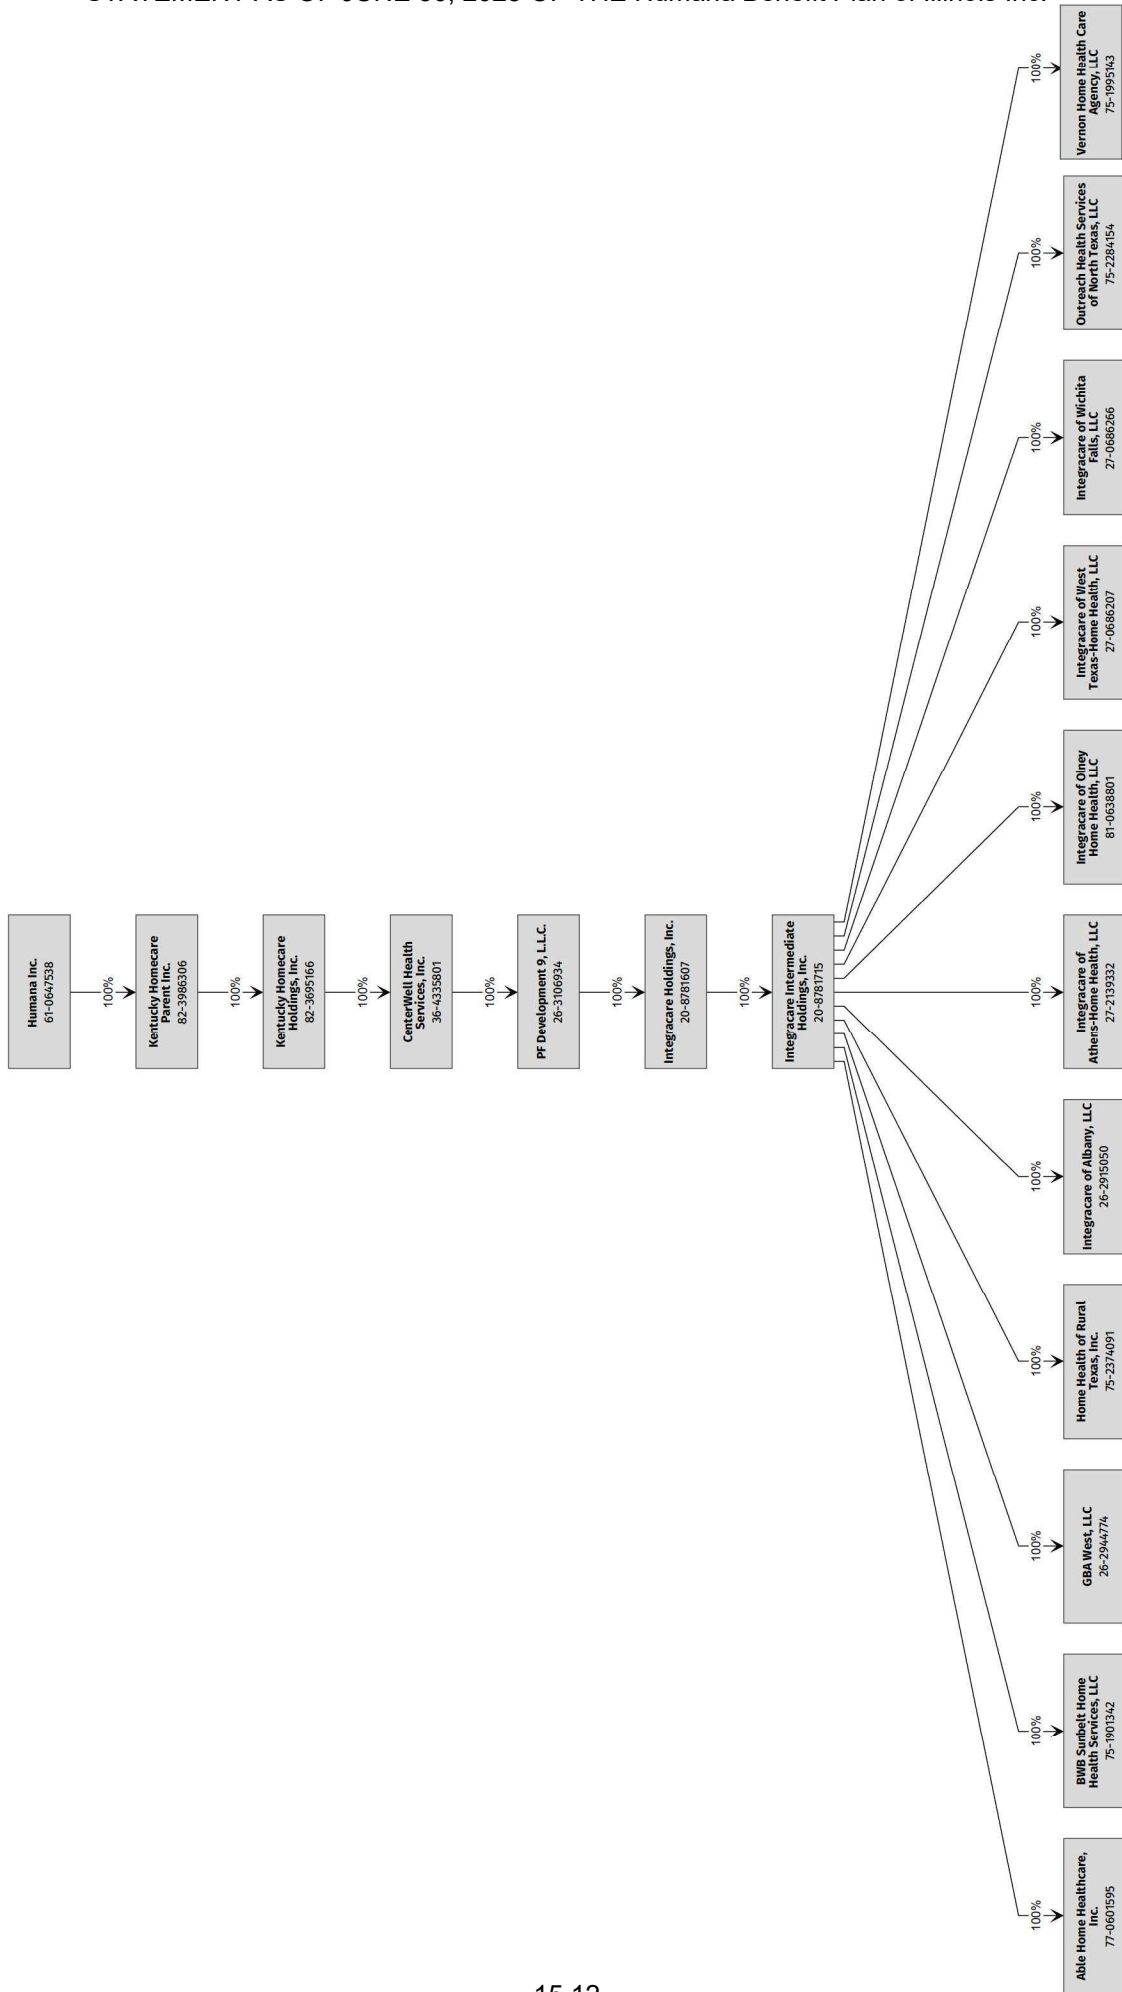 STATEMENT AS OF JUNE 30, OF THE Humana Benefit Plan of Illinois Inc.
Humana Inc.
61-0647538
100%
Kentucky Homecare
Parent Inc.
82-3986306
100%
Kentucky Homecare
Holdings, Inc.
82-3695166
100%
CenterWell Health
Services, Inc.
36-4335801
100%
PF Development 9, L.L.C.
26-3106934
100%
Integracare Holdings, Inc.
20-8781607
100%
Integracare Intermediate
Holdings, Inc.
20-8781715
100%
Able Home Healthcare,
Inc.
77-0601595
100%
BWB Sunbelt Home
Health Services, LLC
75-1901342
100%
GBA West, LLC
26-2944774
100%
Home Health of Rural
Texas, Inc.
75-2374091
100%
Integracare of Albany, LLC
26-2915050
100%
Integracare of
Athens-Home Health, LLC
27-2139332
100%
Integracare of Olney
Home Health, LLC
81-0638801
100%
Integracare of West
Texas-Home Health, LLC
27-0686207
100%
Integracare of Wichita
Falls, LLC
27-0686266
100%
Outreach Health Services
of North Texas, LLC
75-2284154
100%
Vernon Home Health Care
Agency, LLC
75-1995143